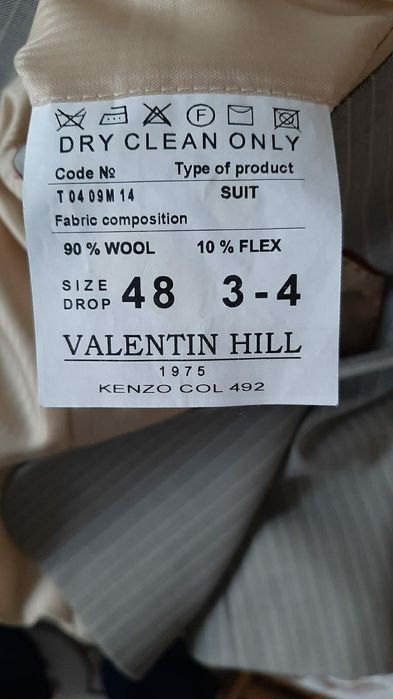 F
DRY CLEAN ONLY
Code № Type of product
T 04 09M 14 SUIT
Fabric composition
90 % WOOL 10 % FLEX
SIZE DROP 48 3-4
VALENTIN HILL
1975
KENZO COL 492